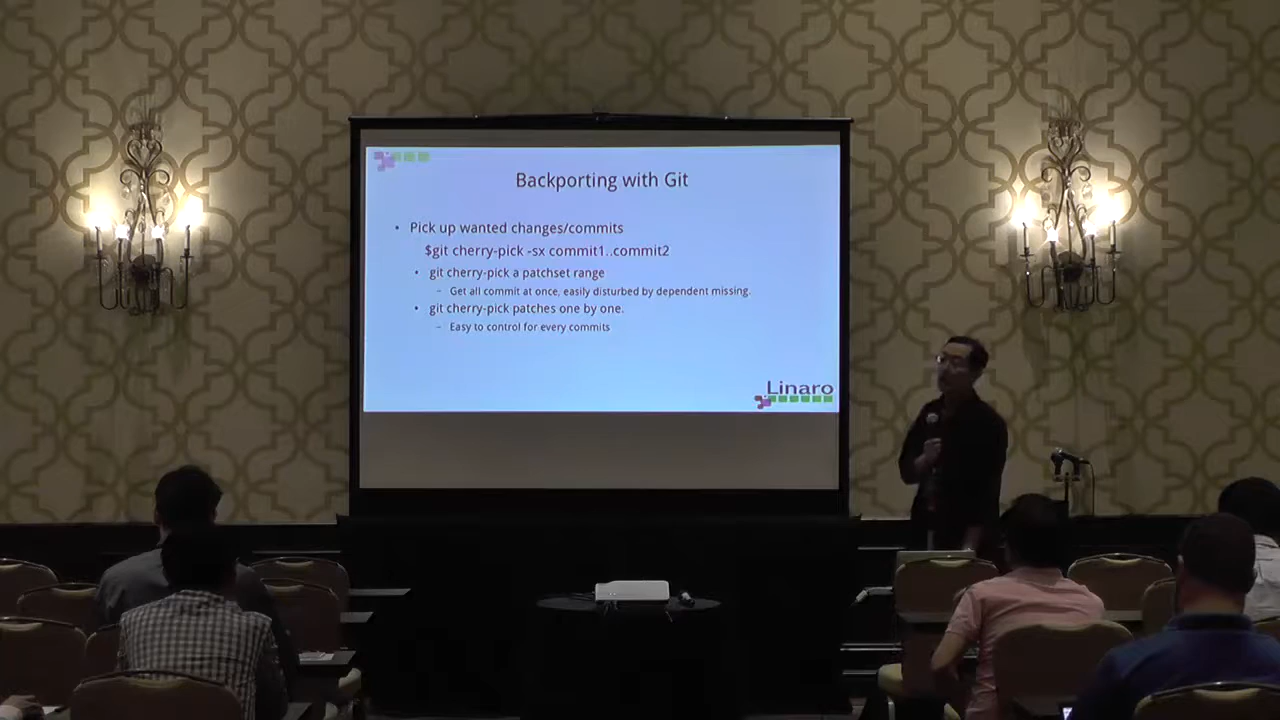 Backporting with Git
• Pick up wanted changes/commits
$git cherry-pick -sx commit1..commit2
• git cherry-pick a patchset range
– Get all commit at once, easily disturbed by dependent missing.
• git cherry-pick patches one by one.
– Easy to control for every commits
Linaro